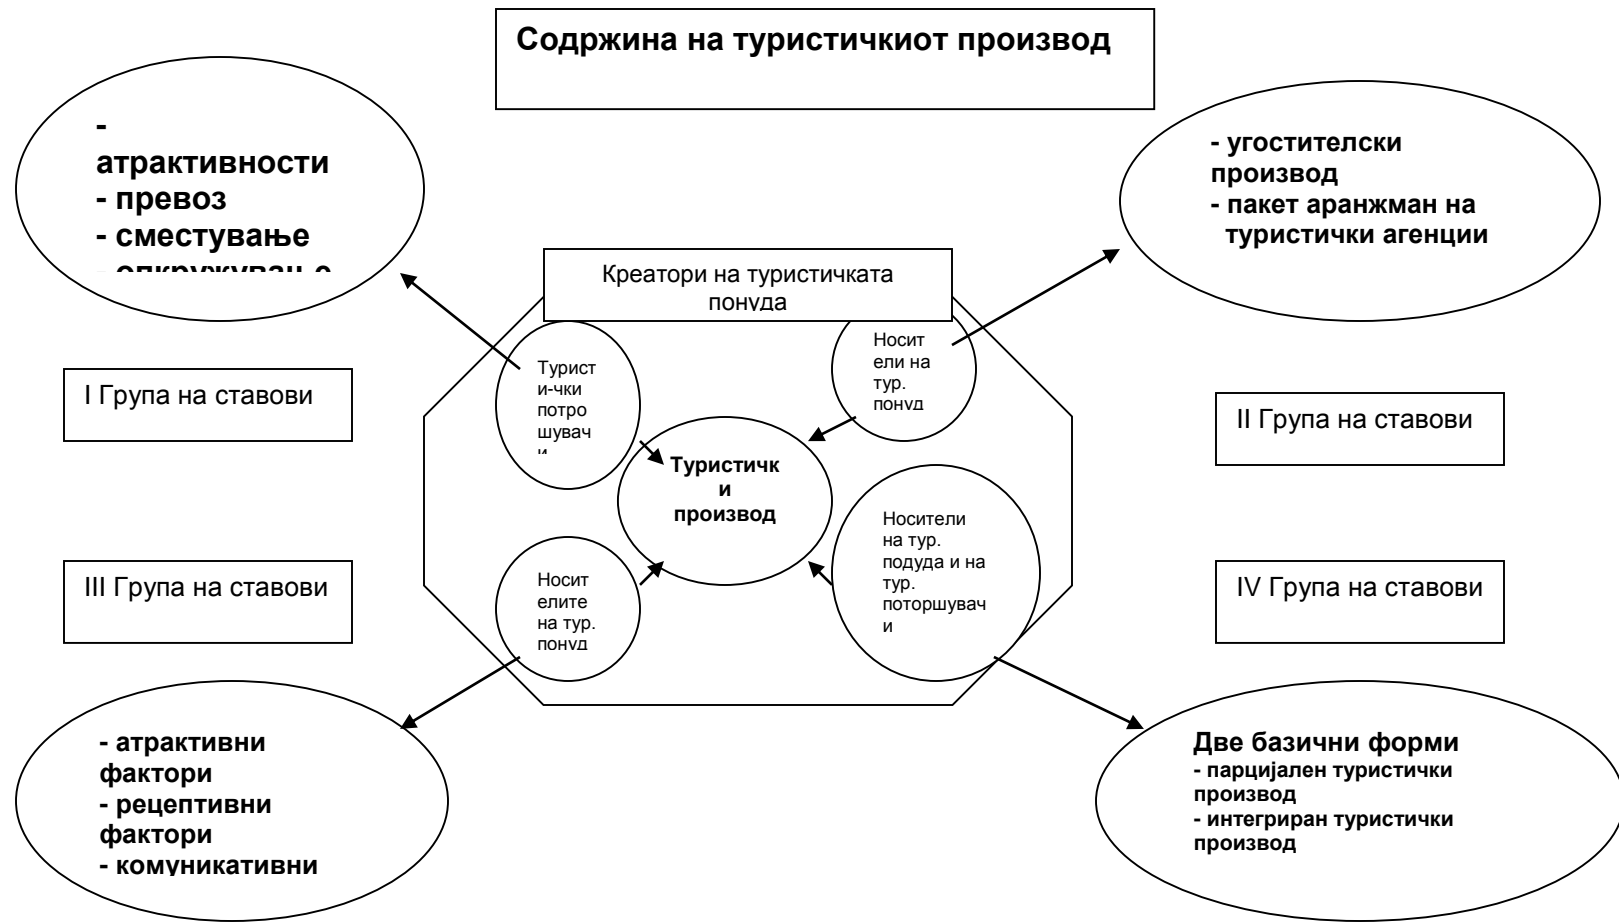 Содржина на туристичкиот производ
-
атрактивности
- превоз
- сместување
- опкружување
- угостителски
производ
- пакет аранжман на
туристички агенции
Креатори на туристичката
понуда
Турист
и-чки
потро
шувач
и
Носит
ели на
тур.
понуд
I Група на ставови
II Група на ставови
Туристичк
и
производ
III Група на ставови
IV Група на ставови
Носит
елите
на тур.
понуд
Носители
на тур.
подуда и на
тур.
поторшувач
и
- атрактивни
фактори
- рецептивни
фактори
- комуникативни
Две базични форми
- парцијален туристички
производ
- интегриран туристички
производ